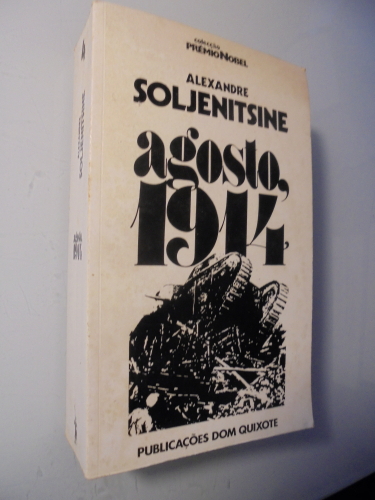 colecção
PRÉMIO NOBEL
ALEXANDRE
SOLJENITSINE
agosto,
1914
PUBLICAÇÕES DOM QUIXOTE